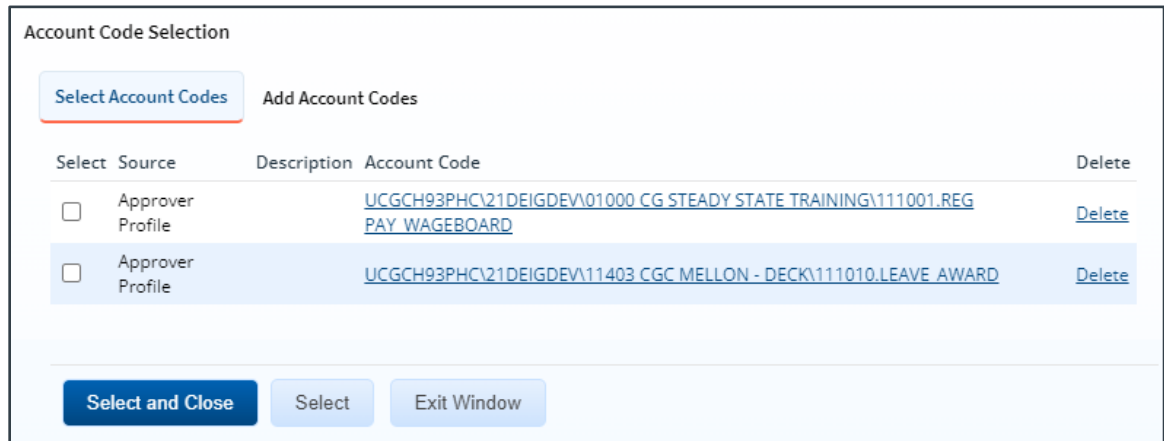 Account Code Selection
Select Account Codes Add Account Codes
Select Source Description Account Code Delete
Approver Profile UCGCH93PHC\21DEIGDEV\01000 CG STEADY STATE TRAINING\111001.REG PAY_WAGEBOARD Delete
Approver Profile UCGCH93PHC\21DEIGDEV\11403 CGC MELLON - DECK\111010.LEAVE_AWARD Delete
Select and Close Select Exit Window